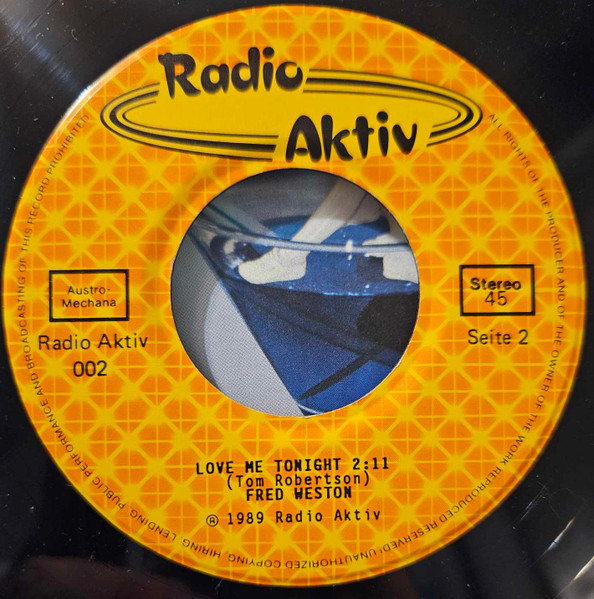 Radio
Aktiv
ALL RIGHTS OF THE PRODUCER AND OF THE OWNER OF THE WORK REPRODUCED RESERVED! UNAUTHORIZED COPYING, HIRING, LENDING, PUBLIC PERFORMANCE AND BROADCASTING OF THIS RECORD PROHIBITED
Austro-
Mechana
Stereo
45
Radio Aktiv
002
Seite 2
LOVE ME TONIGHT 2:11
(Tom Robertson)
FRED WESTON
℗ 1989 Radio Aktiv